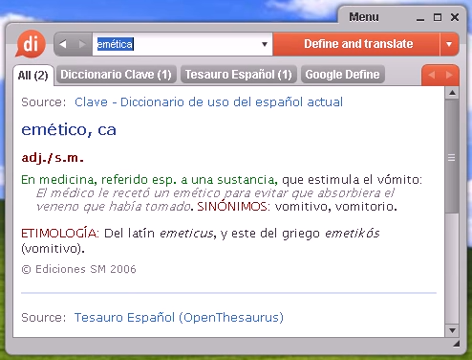 Menu
di
emética
Define and translate
All (2)
Diccionario Clave (1)
Tesauro Español (1)
Google Define
Source: Clave - Diccionario de uso del español actual
emético, ca
adj./s.m.
En medicina, referido esp. a una sustancia, que estimula el vómito:
El médico le recetó un emético para evitar que absorbiera el
veneno que había tomado. SINÓNIMOS: vomitivo, vomitorio.
ETIMOLOGÍA: Del latín emeticus, y este del griego emetikós
(vomitivo).
© Ediciones SM 2006
Source: Tesauro Español (OpenThesaurus)